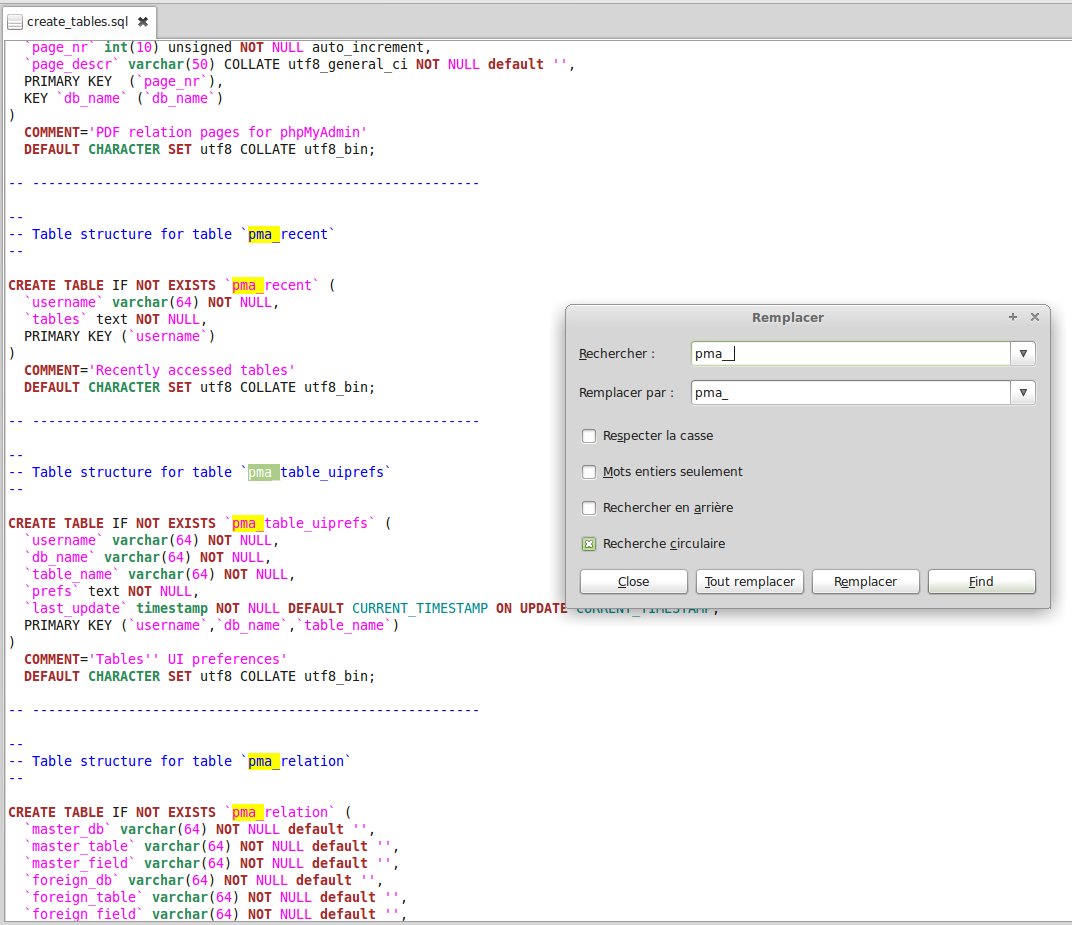 create_tables.sql
`page_nr` int(10) unsigned NOT NULL auto_increment,
`page_descr` varchar(50) COLLATE utf8_general_ci NOT NULL default '',
PRIMARY KEY  (`page_nr`),
KEY `db_name` (`db_name`)
)
COMMENT='PDF relation pages for phpMyAdmin'
DEFAULT CHARACTER SET utf8 COLLATE utf8_bin;
-- --------------------------------------------------------
--
-- Table structure for table `pma_recent`
--
CREATE TABLE IF NOT EXISTS `pma_recent` (
`username` varchar(64) NOT NULL,
`tables` text NOT NULL,
PRIMARY KEY (`username`)
)
COMMENT='Recently accessed tables'
DEFAULT CHARACTER SET utf8 COLLATE utf8_bin;
-- --------------------------------------------------------
--
-- Table structure for table `pma_table_uiprefs`
--
CREATE TABLE IF NOT EXISTS `pma_table_uiprefs` (
`username` varchar(64) NOT NULL,
`db_name` varchar(64) NOT NULL,
`table_name` varchar(64) NOT NULL,
`prefs` text NOT NULL,
`last_update` timestamp NOT NULL DEFAULT CURRENT_TIMESTAMP ON UPDATE CURRENT_TIMESTAMP,
PRIMARY KEY (`username`,`db_name`,`table_name`)
)
COMMENT='Tables'' UI preferences'
DEFAULT CHARACTER SET utf8 COLLATE utf8_bin;
-- --------------------------------------------------------
--
-- Table structure for table `pma_relation`
--
CREATE TABLE IF NOT EXISTS `pma_relation` (
`master_db` varchar(64) NOT NULL default '',
`master_table` varchar(64) NOT NULL default '',
`master_field` varchar(64) NOT NULL default '',
`foreign_db` varchar(64) NOT NULL default '',
`foreign_table` varchar(64) NOT NULL default '',
`foreign_field` varchar(64) NOT NULL default '',
Remplacer
Rechercher : pma__
Remplacer par : pma_
Respecter la casse
Mots entiers seulement
Rechercher en arrière
Recherche circulaire
Close Tout remplacer Remplacer Find